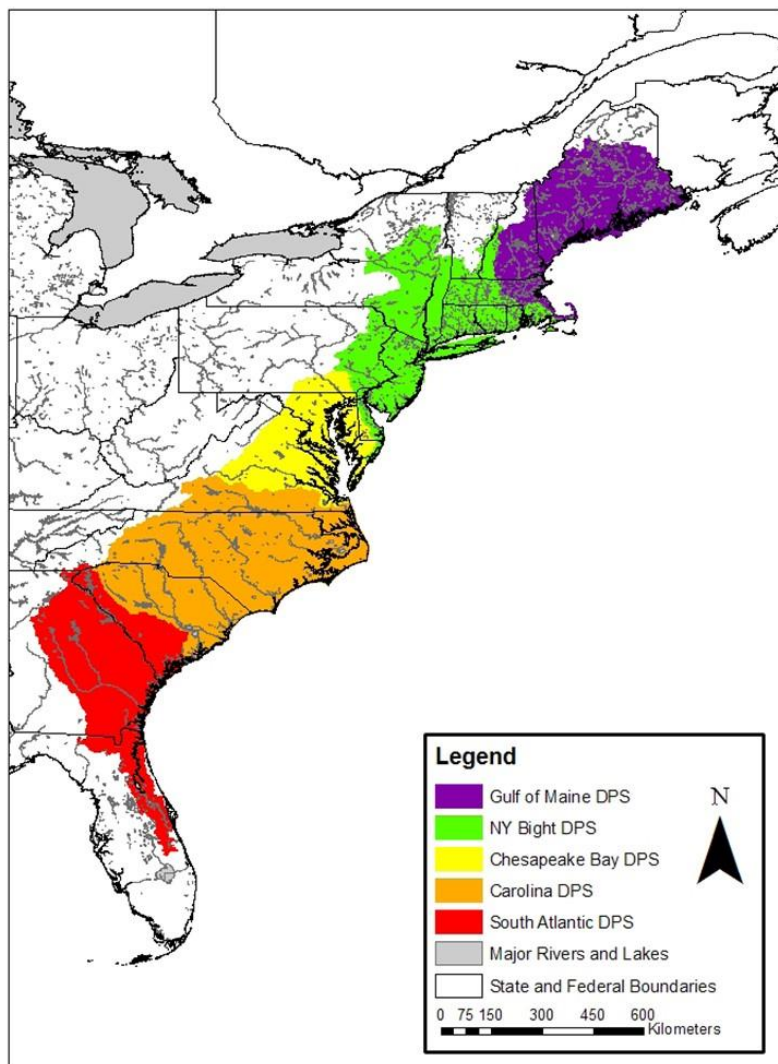 Legend
Gulf of Maine DPS
NY Bight DPS
Chesapeake Bay DPS
Carolina DPS
South Atlantic DPS
Major Rivers and Lakes
State and Federal Boundaries
N
0 75 150 300 450 600
Kilometers